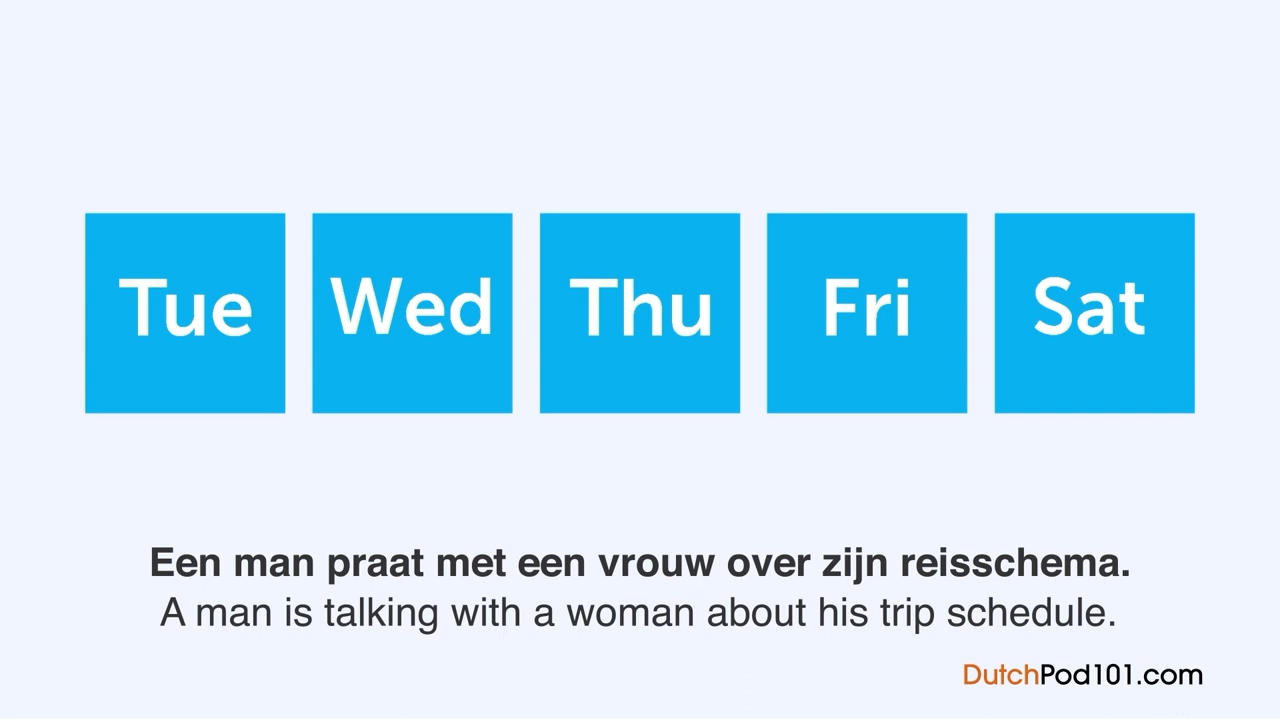 Tue Wed Thu Fri Sat
Een man praat met een vrouw over zijn reisschema.
A man is talking with a woman about his trip schedule.
DutchPod101.com